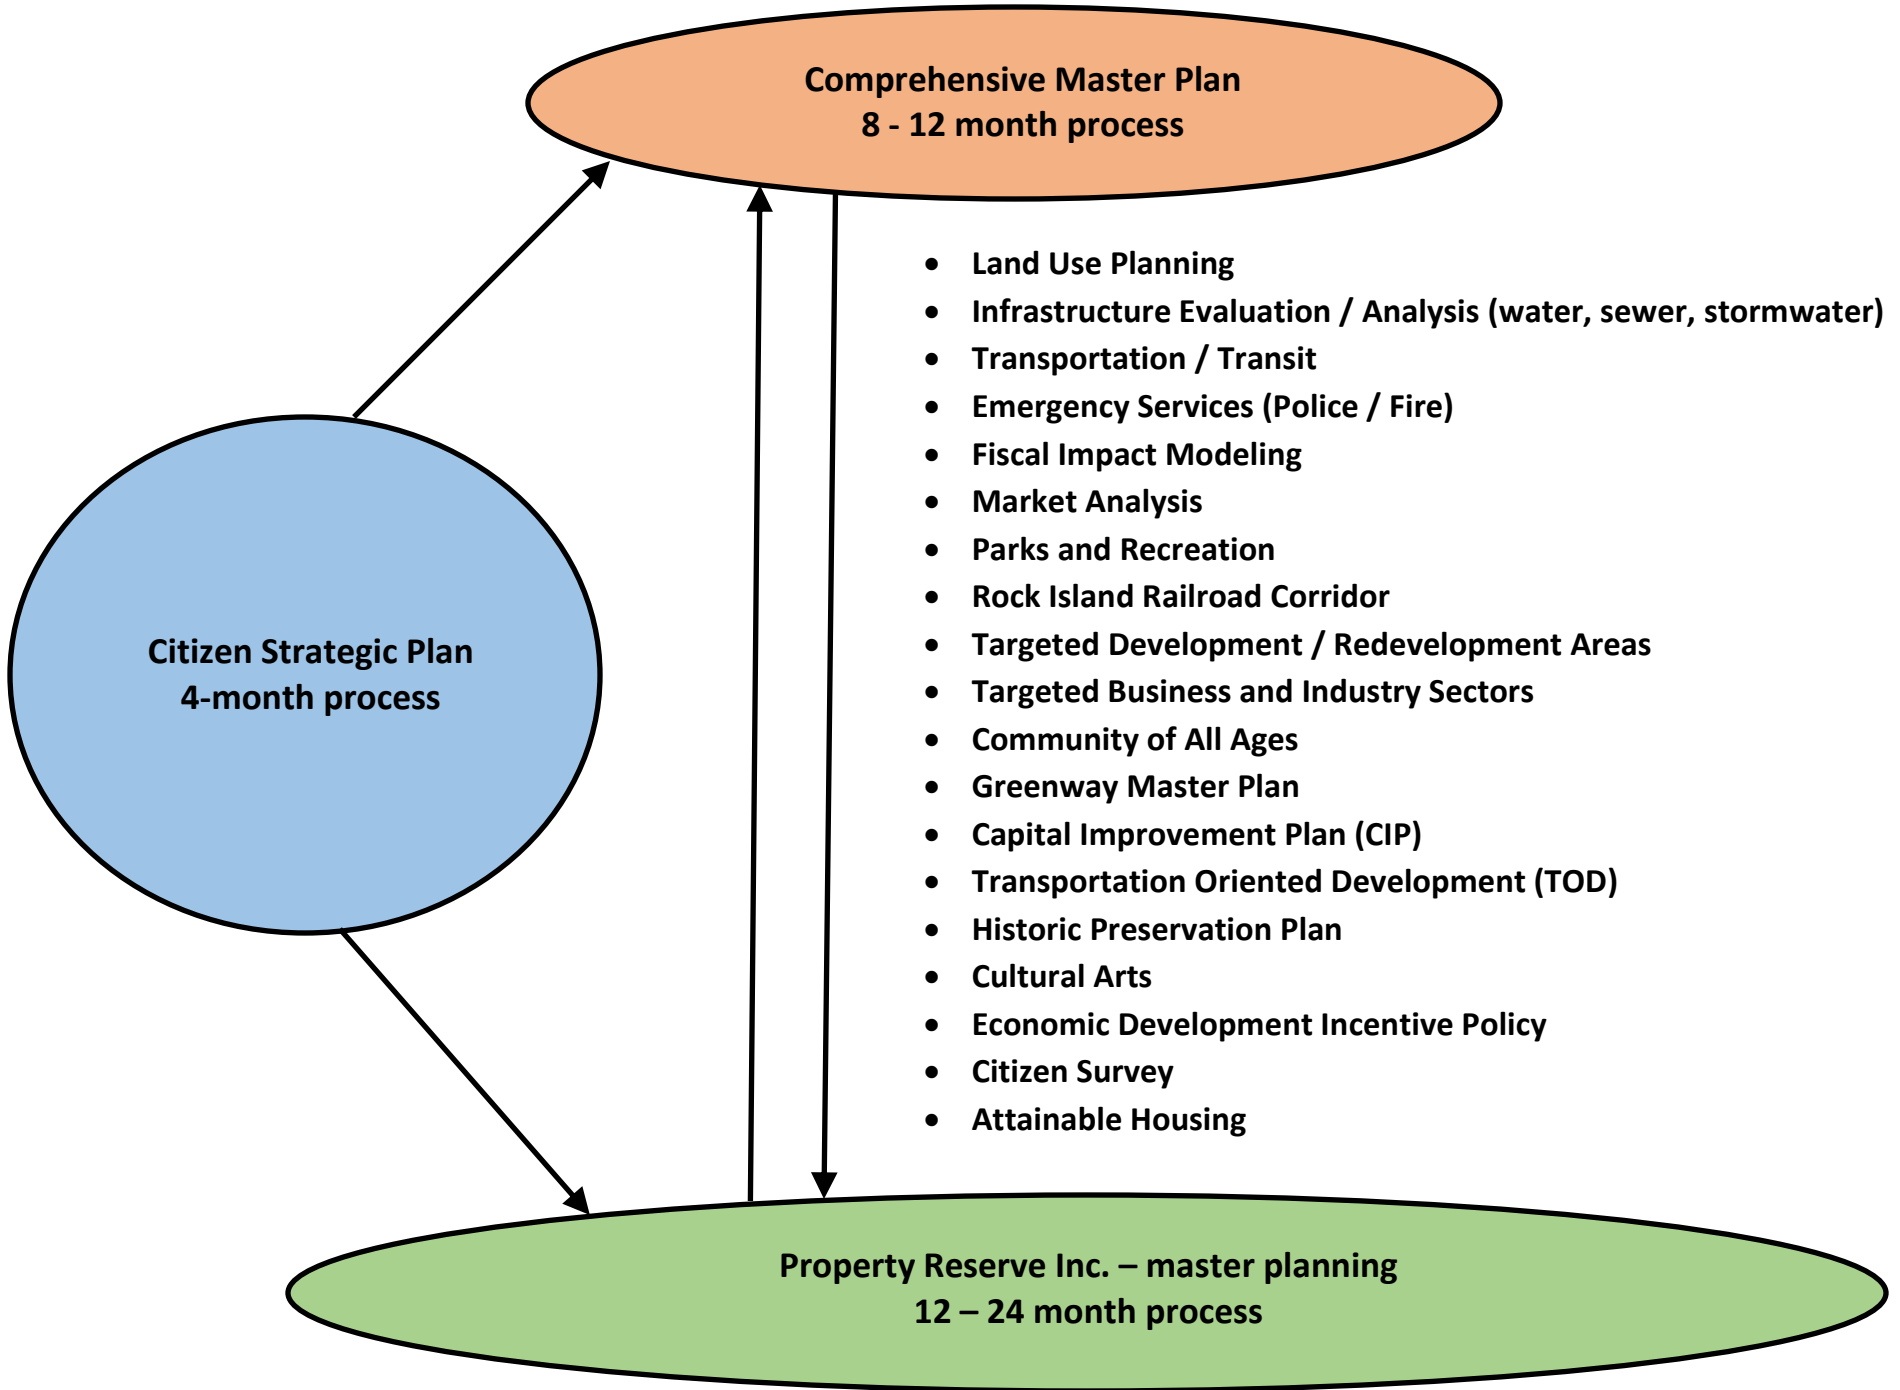 Comprehensive Master Plan
8 - 12 month process
• Land Use Planning
• Infrastructure Evaluation / Analysis (water, sewer, stormwater)
• Transportation / Transit
• Emergency Services (Police / Fire)
• Fiscal Impact Modeling
• Market Analysis
• Parks and Recreation
• Rock Island Railroad Corridor
• Targeted Development / Redevelopment Areas
• Targeted Business and Industry Sectors
• Community of All Ages
• Greenway Master Plan
• Capital Improvement Plan (CIP)
• Transportation Oriented Development (TOD)
• Historic Preservation Plan
• Cultural Arts
• Economic Development Incentive Policy
• Citizen Survey
• Attainable Housing
Citizen Strategic Plan
4-month process
Property Reserve Inc. – master planning
12 – 24 month process